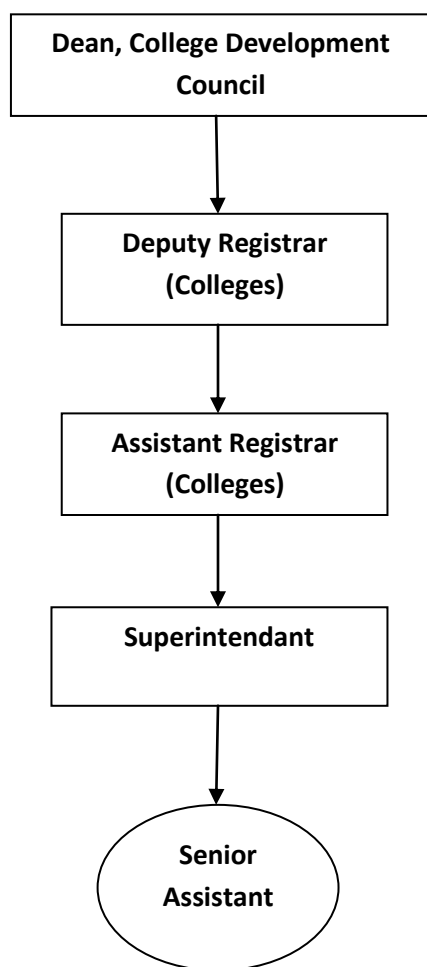 Dean, College Development
Council
Deputy Registrar
(Colleges)
Assistant Registrar
(Colleges)
Superintendant
Senior
Assistant